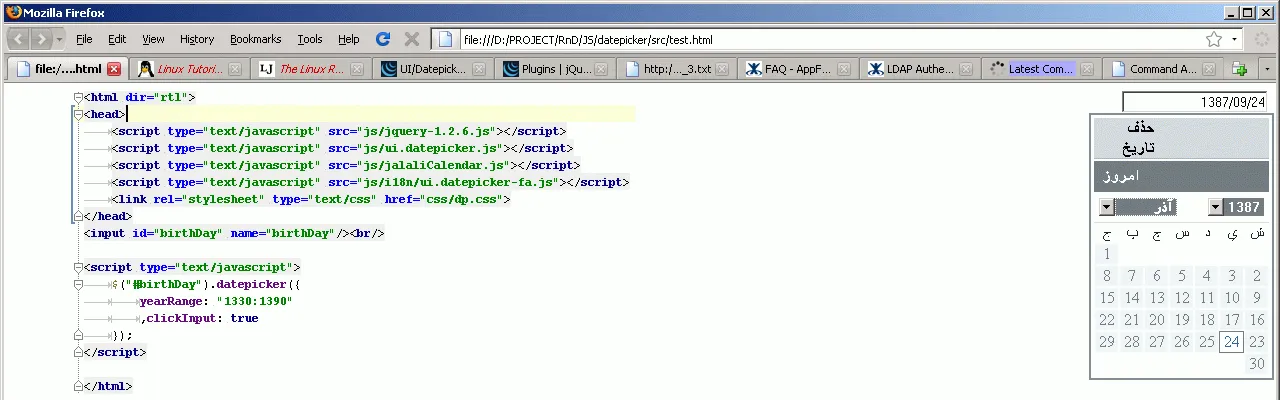 Mozilla Firefox
File Edit View History Bookmarks Tools Help file:///D:/PROJECT/RnD/JS/datepicker/src/test.html
file:/....html Linux Tutori... The Linux R... UI/Datepick... Plugins | jQu... http:/..._3.txt FAQ - AppF... LDAP Authe... Latest Com... Command A...
<html dir="rtl">
<head>
<script type="text/javascript" src="js/jquery-1.2.6.js"></script>
<script type="text/javascript" src="js/ui.datepicker.js"></script>
<script type="text/javascript" src="js/jalaliCalendar.js"></script>
<script type="text/javascript" src="js/i18n/ui.datepicker-fa.js"></script>
<link rel="stylesheet" type="text/css" href="css/dp.css">
</head>
<input id="birthDay" name="birthDay"/><br/>
<script type="text/javascript">
$("#birthDay").datepicker({
yearRange: "1330:1390"
,clickInput: true
});
</script>
</html>
1387/09/24
حذف
تاریخ
امروز
1387 آذر
ش ي د س ج ب ج
1
2 3 4 5 6 7 8
9 10 11 12 13 14 15
16 17 18 19 20 21 22
23 24 25 26 27 28 29
30